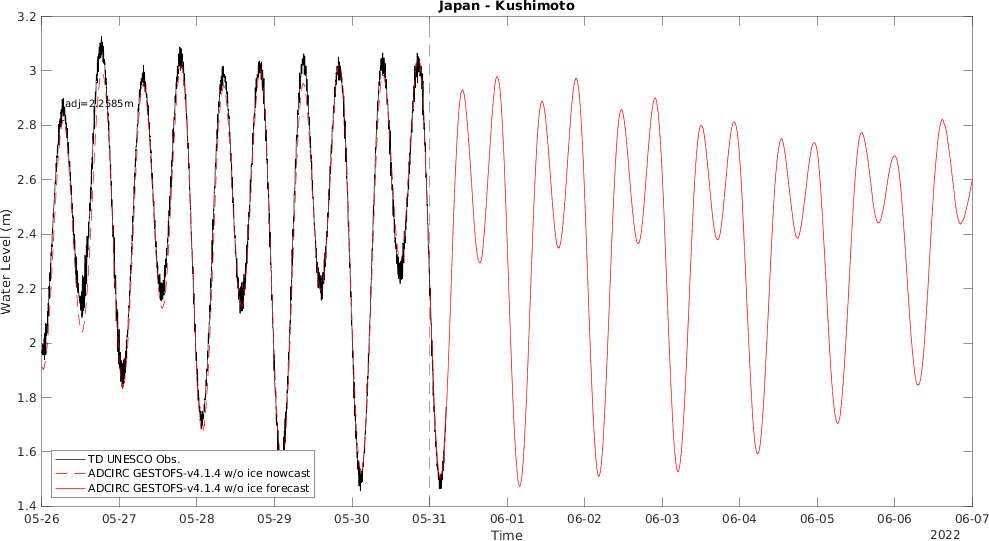 Japan - Kushimoto
3.2
3
2.8
2.6
2.4
2.2
2
1.8
1.6
1.4
Water Level (m)
adj=2.2585m
TD UNESCO Obs.
ADCIRC GESTOFS-v4.1.4 w/o ice nowcast
ADCIRC GESTOFS-v4.1.4 w/o ice forecast
05-26 05-27 05-28 05-29 05-30 05-31 06-01 06-02 06-03 06-04 06-05 06-06 06-07
Time
2022